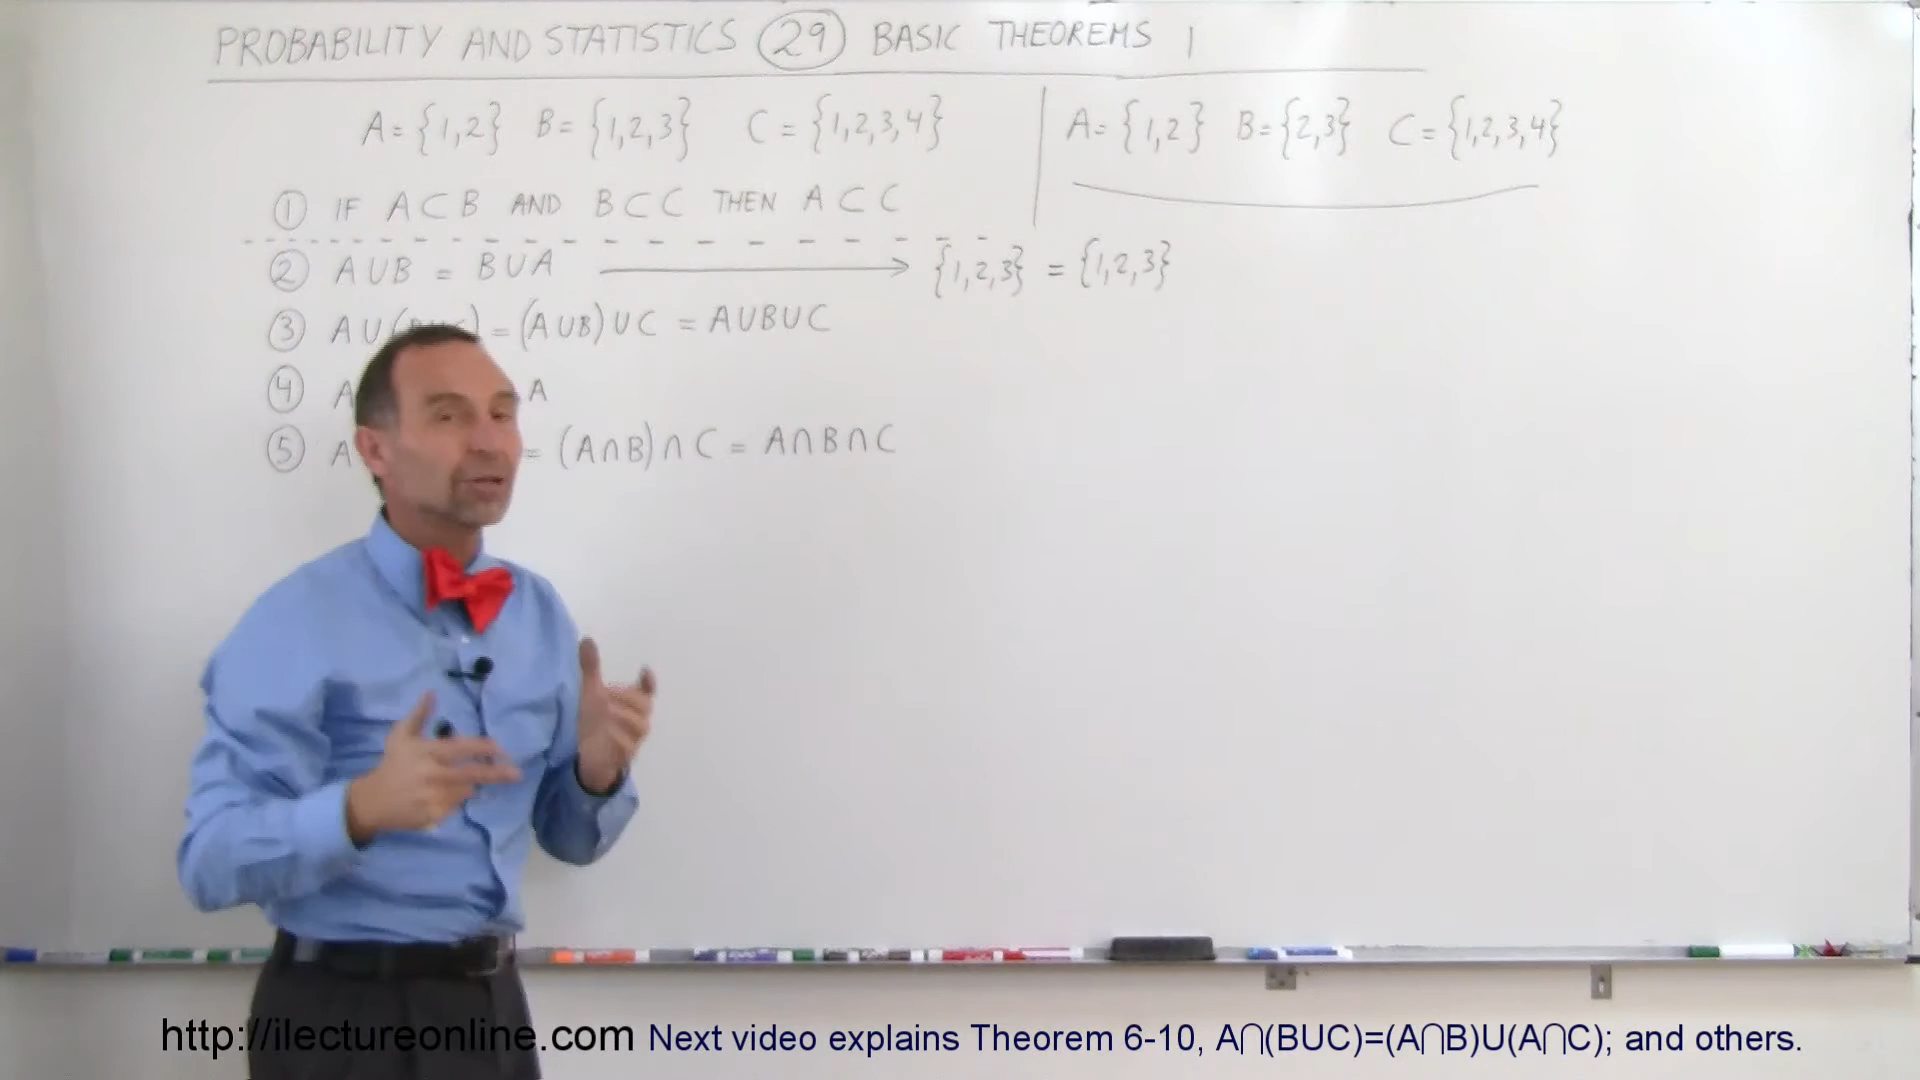 PROBABILITY AND STATISTICS 29 BASIC THEOREMS 1
A = {1,2} B = {1,2,3} C = {1,2,3,4}
A = {1,2} B = {2,3} C = {1,2,3,4}
① IF A ⊂ B AND B ⊂ C THEN A ⊂ C
② A ∪ B = B ∪ A → {1,2,3} = {1,2,3}
③ A ∪ ( ) = (A ∪ B) ∪ C = A ∪ B ∪ C
④ A A
⑤ A = (A ∩ B) ∩ C = A ∩ B ∩ C
http://ilectureonline.com Next video explains Theorem 6-10, A⋂(BUC)=(A⋂B)U(A⋂C); and others.